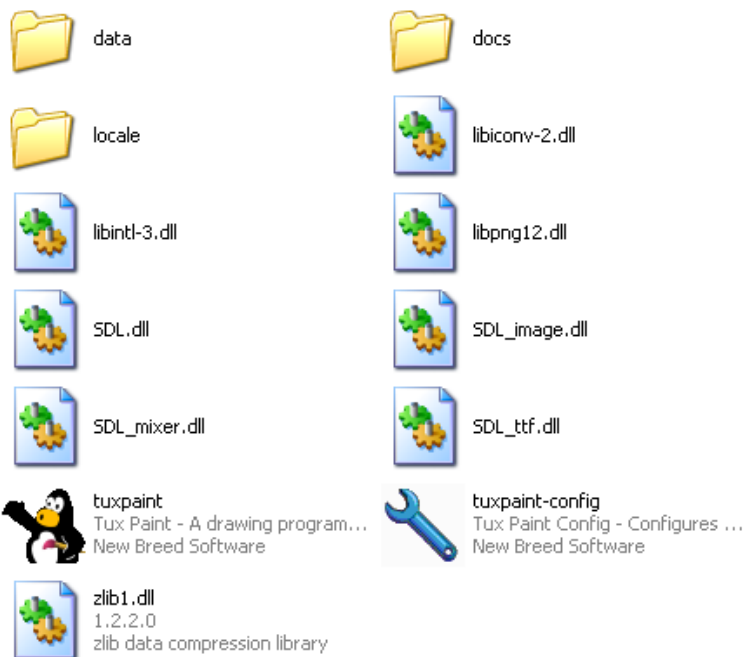 data
docs
locale
libiconv-2.dll
libintl-3.dll
libpng12.dll
SDL.dll
SDL_image.dll
SDL_mixer.dll
SDL_ttf.dll
tuxpaint
Tux Paint - A drawing program...
New Breed Software
tuxpaint-config
Tux Paint Config - Configures ...
New Breed Software
zlib1.dll
1.2.2.0
zlib data compression library